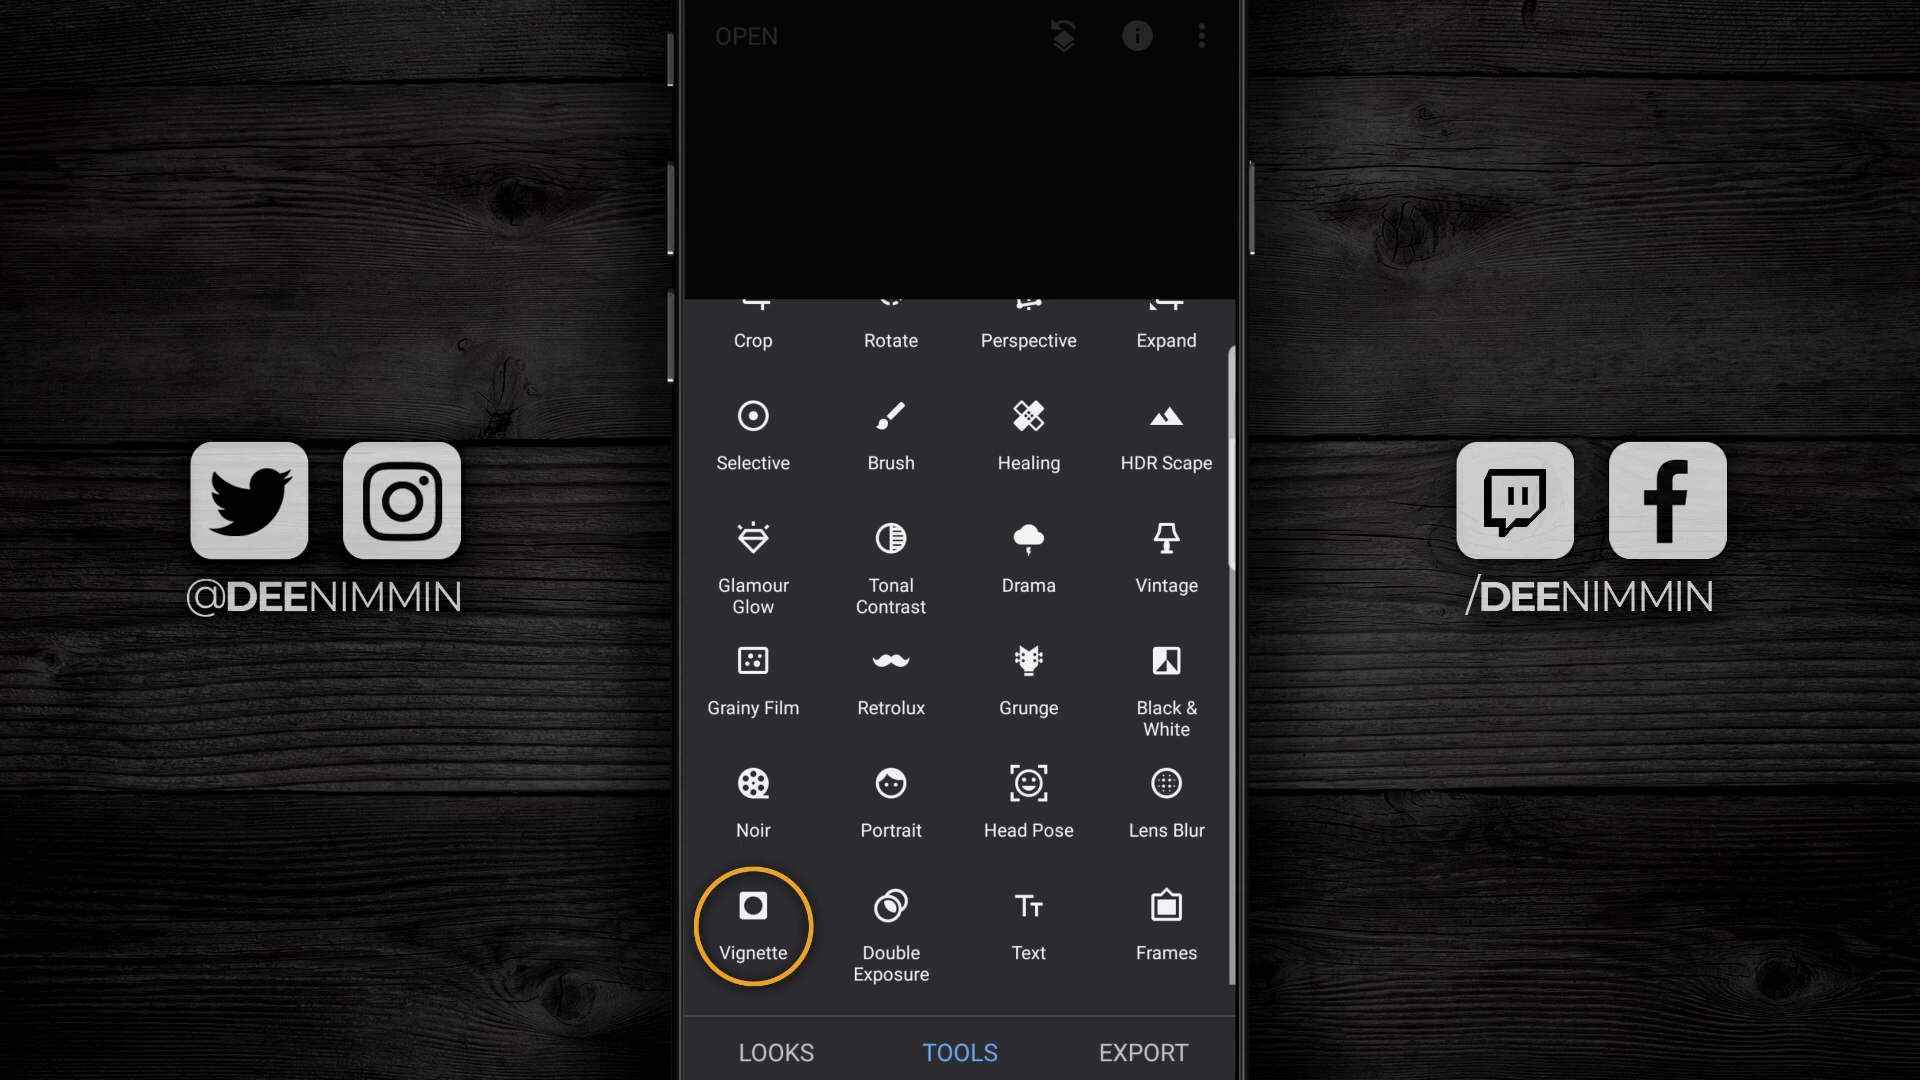 OPEN
Crop
Rotate
Perspective
Expand
Selective
Brush
Healing
HDR Scape
Glamour
Glow
Tonal
Contrast
Drama
Vintage
Grainy Film
Retrolux
Grunge
Black &
White
Noir
Portrait
Head Pose
Lens Blur
Vignette
Double
Exposure
Text
Frames
LOOKS
TOOLS
EXPORT
@DEENIMMIN
/DEENIMMIN